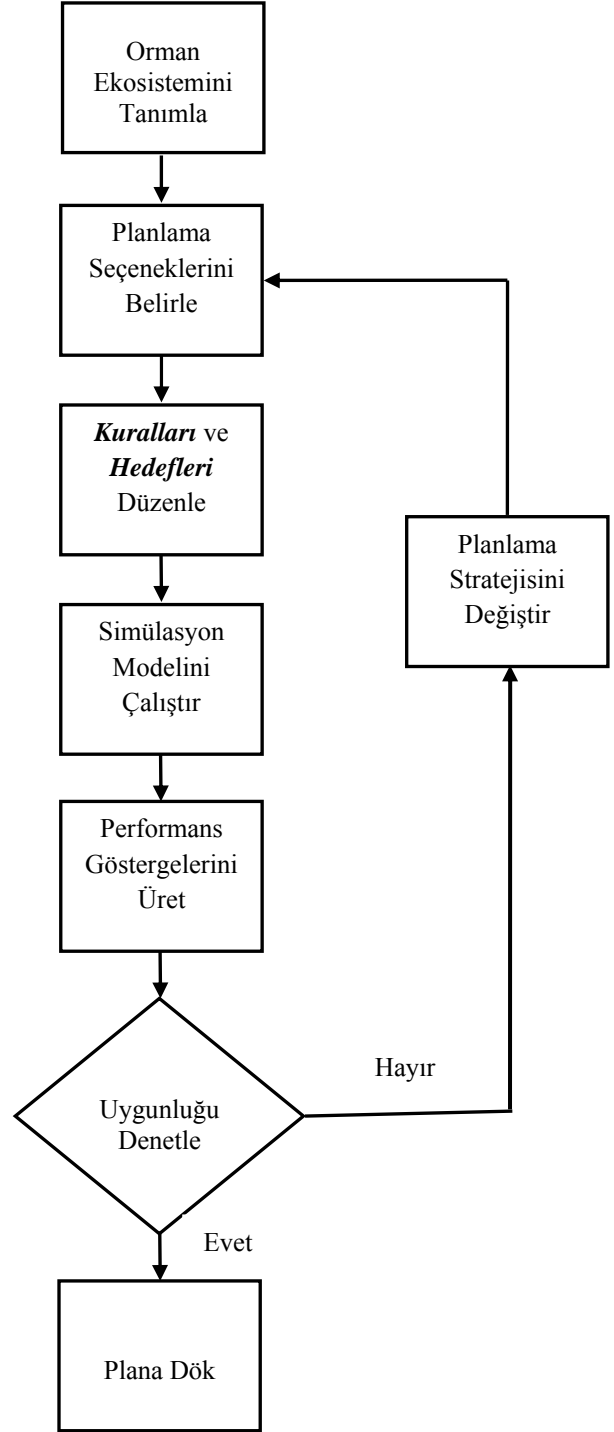 Orman
Ekosistemini
Tanımla
Planlama
Seçeneklerini
Belirle
Kuralları ve
Hedefleri
Düzenle
Planlama
Stratejisini
Değiştir
Simülasyon
Modelini
Çalıştır
Performans
Göstergelerini
Üret
Hayır
Uygunluğu
Denetle
Evet
Plana Dök